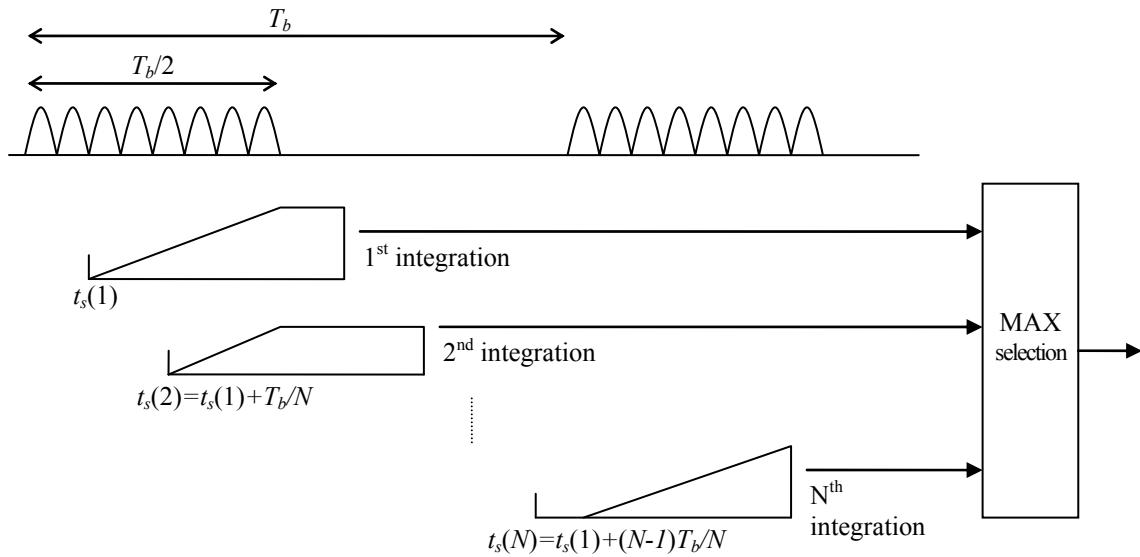 T_b
T_b/2
1st integration
t_s(1)
2nd integration
t_s(2)=t_s(1)+T_b/N
MAX
selection
Nth
integration
t_s(N)=t_s(1)+(N-1)T_b/N